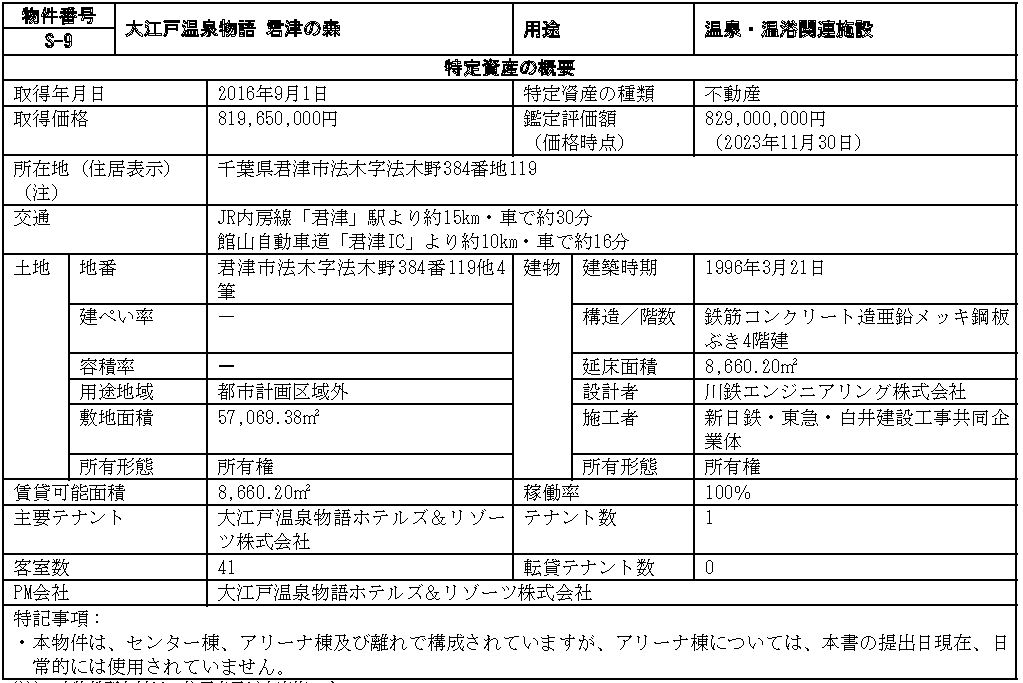 物件番号
S-9
大江戸温泉物語 君津の森
用途
温泉・温浴関連施設
特定資産の概要
取得年月日
2016年9月1日
特定資産の種類
不動産
取得価格
819,650,000円
鑑定評価額
（価格時点）
829,000,000円
（2023年11月30日）
所在地（住居表示）
（注）
千葉県君津市法木字法木野384番地119
交通
JR内房線「君津」駅より約15km・車で約30分
館山自動車道「君津IC」より約10km・車で約16分
土地
地番
君津市法木字法木野384番119他4
筆
建物
建築時期
1996年3月21日
建ぺい率
－
構造／階数
鉄筋コンクリート造亜鉛メッキ鋼板
ぶき4階建
容積率
－
延床面積
8,660.20㎡
用途地域
都市計画区域外
設計者
川鉄エンジニアリング株式会社
敷地面積
57,069.38㎡
施工者
新日鉄・東急・白井建設工事共同企
業体
所有形態
所有権
所有形態
所有権
賃貸可能面積
8,660.20㎡
稼働率
100%
主要テナント
大江戸温泉物語ホテルズ＆リゾー
ツ株式会社
テナント数
1
客室数
41
転貸テナント数
0
PM会社
大江戸温泉物語ホテルズ＆リゾーツ株式会社
特記事項：
・本物件は、センター棟、アリーナ棟及び離れで構成されていますが、アリーナ棟については、本書の提出日現在、日
常的には使用されていません。